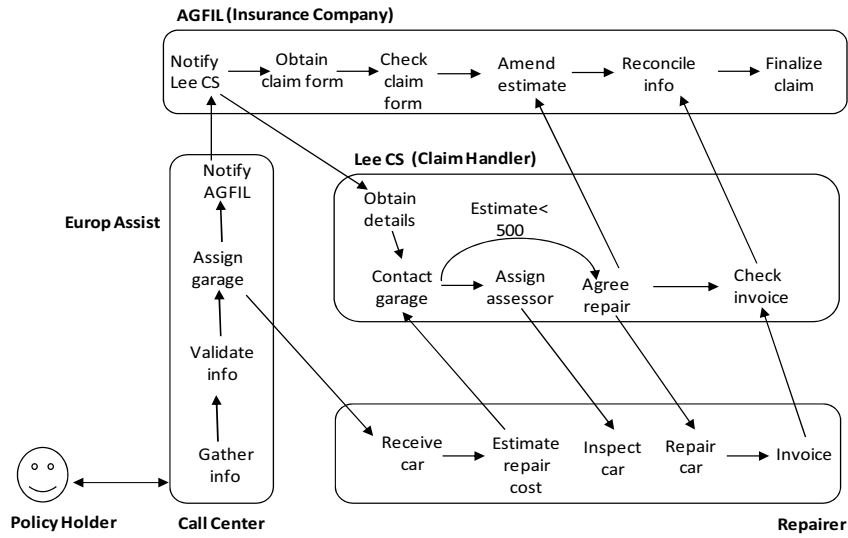 AGFIL (Insurance Company)
Notify
Lee CS
Obtain
claim form
Check
claim
form
Amend
estimate
Reconcile
info
Finalize
claim
Lee CS (Claim Handler)
Notify
AGFIL
Obtain
details
Estimate<
500
Europ Assist
Assign
garage
Contact
garage
Assign
assessor
Agree
repair
Check
invoice
Validate
info
Gather
info
Receive
car
Estimate
repair
cost
Inspect
car
Repair
car
Invoice
Policy Holder
Call Center
Repairer